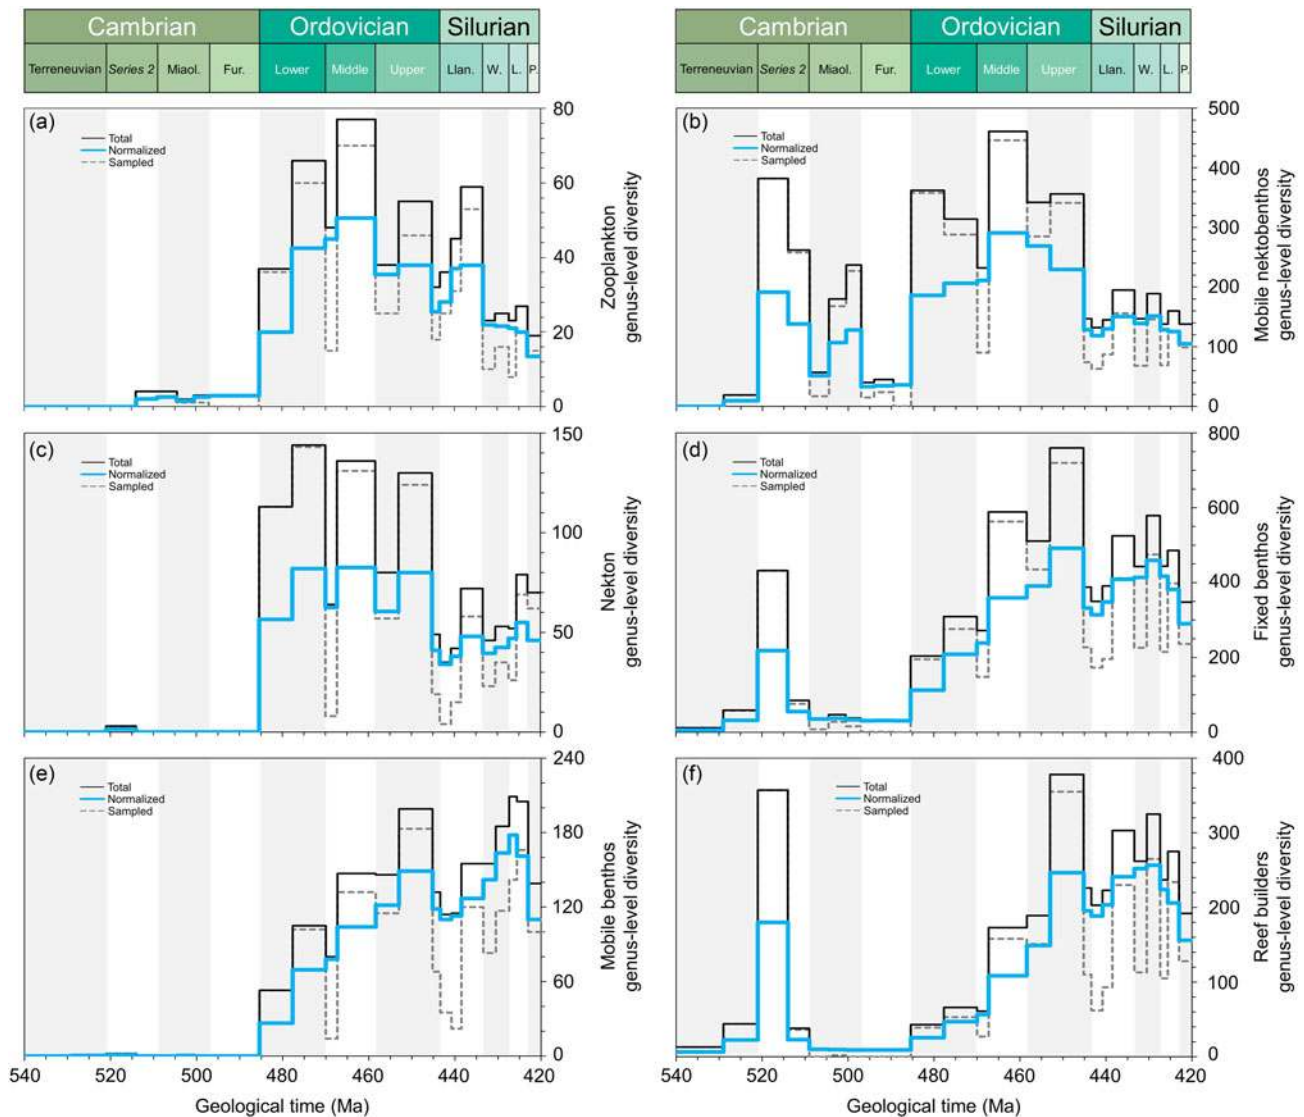 Cambrian Ordovician Silurian
Terreneuvian Series 2 Miaol. Fur. Lower Middle Upper Llan. W. L. P.
Cambrian Ordovician Silurian
Terreneuvian Series 2 Miaol. Fur. Lower Middle Upper Llan. W. L. P.
(a)
Total
Normalized
Sampled
80
60
40
20
0
Zooplankton
genus-level diversity
(b)
Total
Normalized
Sampled
500
400
300
200
100
0
Mobile nektobenthos
genus-level diversity
(c)
Total
Normalized
Sampled
150
100
50
0
Nekton
genus-level diversity
(d)
Total
Normalized
Sampled
800
600
400
200
0
Fixed benthos
genus-level diversity
(e)
Total
Normalized
Sampled
240
180
120
60
0
Mobile benthos
genus-level diversity
540 520 500 480 460 440 420
Geological time (Ma)
(f)
Total
Normalized
Sampled
400
300
200
100
0
Reef builders
genus-level diversity
540 520 500 480 460 440 420
Geological time (Ma)